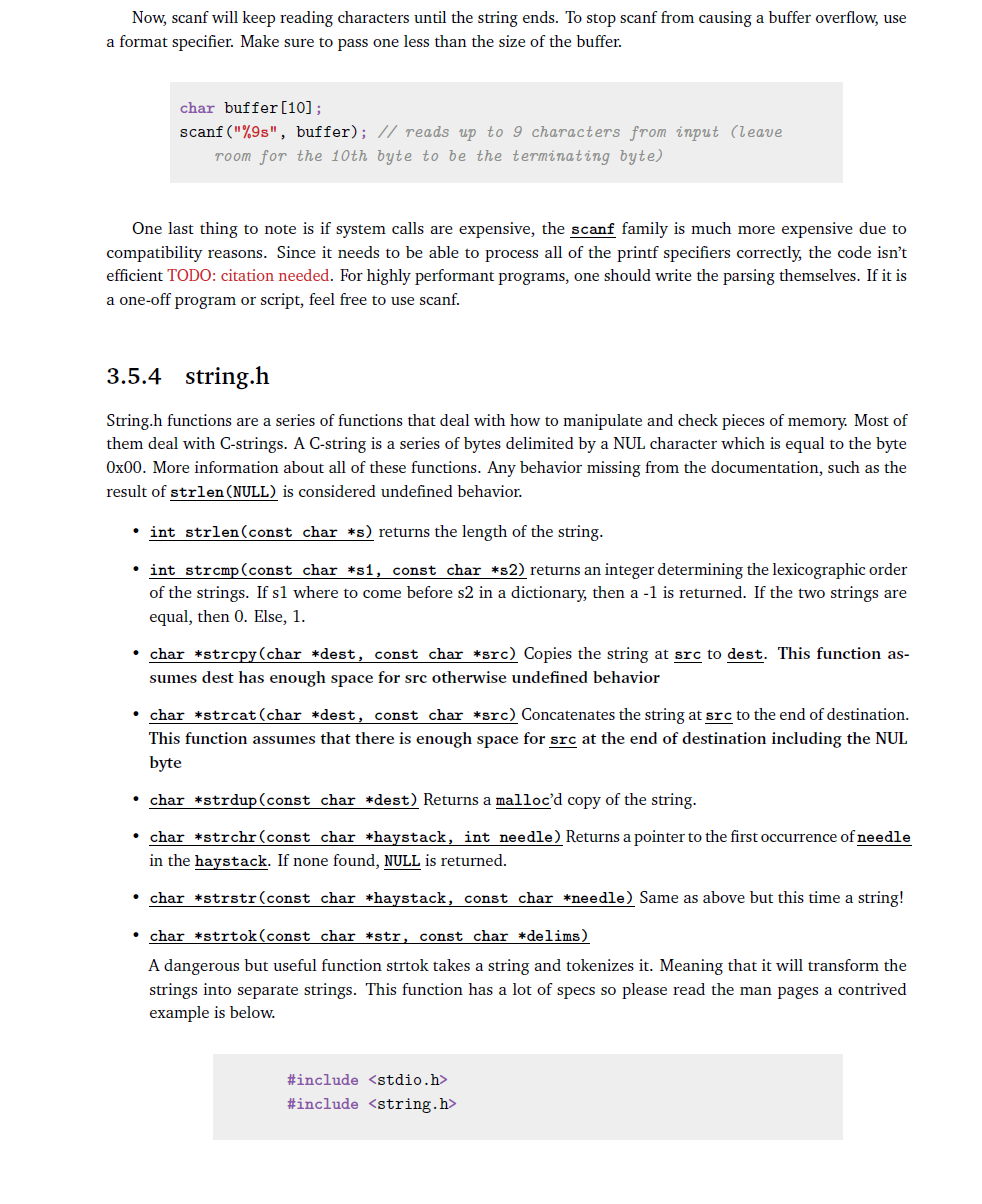 Now, scanf will keep reading characters until the string ends. To stop scanf from causing a buffer overflow, use
a format specifier. Make sure to pass one less than the size of the buffer.
char buffer[10];
scanf("%9s", buffer); // reads up to 9 characters from input (leave
room for the 10th byte to be the terminating byte)
One last thing to note is if system calls are expensive, the scanf family is much more expensive due to
compatibility reasons. Since it needs to be able to process all of the printf specifiers correctly, the code isn't
efficient TODO: citation needed. For highly performant programs, one should write the parsing themselves. If it is
a one-off program or script, feel free to use scanf.
3.5.4 string.h
String.h functions are a series of functions that deal with how to manipulate and check pieces of memory. Most of
them deal with C-strings. A C-string is a series of bytes delimited by a NUL character which is equal to the byte
0x00. More information about all of these functions. Any behavior missing from the documentation, such as the
result of strlen(NULL) is considered undefined behavior.
• int strlen(const char *s) returns the length of the string.
• int strcmp(const char *s1, const char *s2) returns an integer determining the lexicographic order
of the strings. If s1 where to come before s2 in a dictionary, then a -1 is returned. If the two strings are
equal, then 0. Else, 1.
• char *strcpy(char *dest, const char *src) Copies the string at src to dest. This function as-
sumes dest has enough space for src otherwise undefined behavior
• char *strcat(char *dest, const char *src) Concatenates the string at src to the end of destination.
This function assumes that there is enough space for src at the end of destination including the NUL
byte
• char *strdup(const char *dest) Returns a malloc'd copy of the string.
• char *strchr(const char *haystack, int needle) Returns a pointer to the first occurrence of needle
in the haystack. If none found, NULL is returned.
• char *strstr(const char *haystack, const char *needle) Same as above but this time a string!
• char *strtok(const char *str, const char *delims)
A dangerous but useful function strtok takes a string and tokenizes it. Meaning that it will transform the
strings into separate strings. This function has a lot of specs so please read the man pages a contrived
example is below.
#include <stdio.h>
#include <string.h>